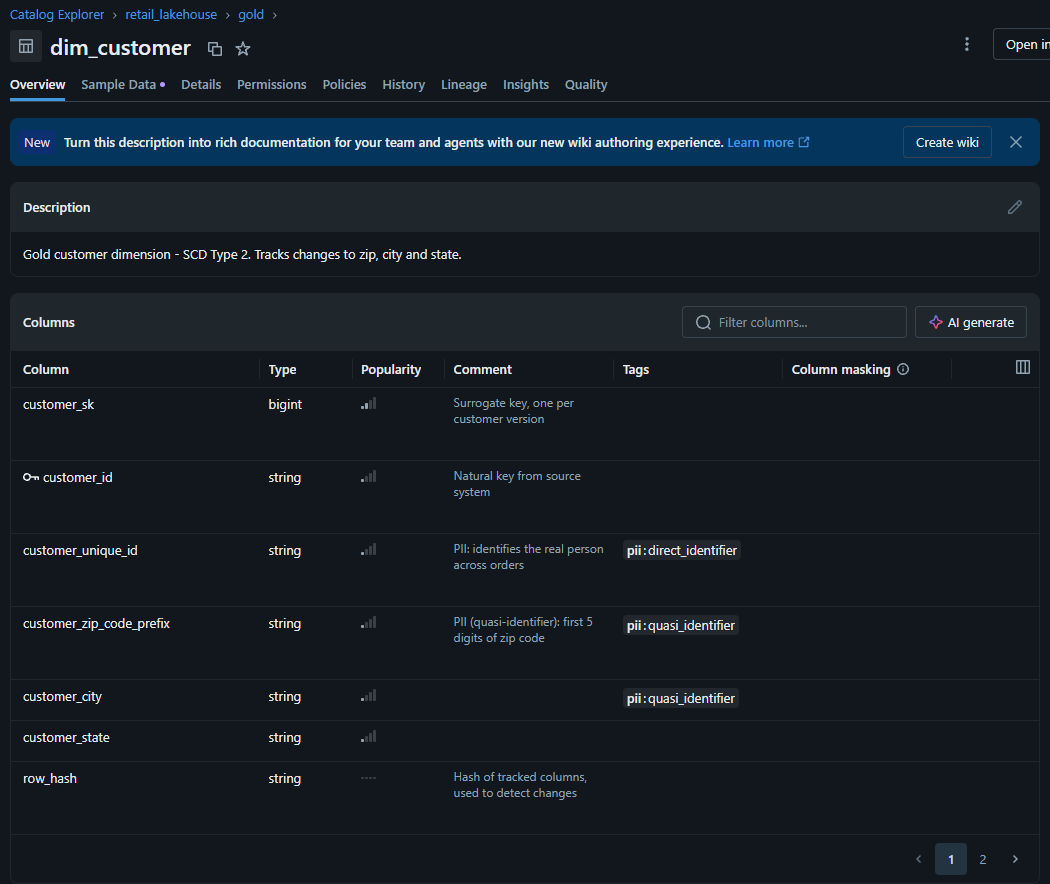 Catalog Explorer › retail_lakehouse › gold ›
dim_customer
Open in
Overview Sample Data Details Permissions Policies History Lineage Insights Quality
New Turn this description into rich documentation for your team and agents with our new wiki authoring experience. Learn more Create wiki
Description
Gold customer dimension - SCD Type 2. Tracks changes to zip, city and state.
Columns Filter columns... AI generate
Column Type Popularity Comment Tags Column masking
customer_sk bigint Surrogate key, one per
customer version
customer_id string Natural key from source
system
customer_unique_id string PII: identifies the real person pii:direct_identifier
across orders
customer_zip_code_prefix string PII (quasi-identifier): first 5 pii:quasi_identifier
digits of zip code
customer_city string pii:quasi_identifier
customer_state string
row_hash string Hash of tracked columns,
used to detect changes
‹ 1 2 ›